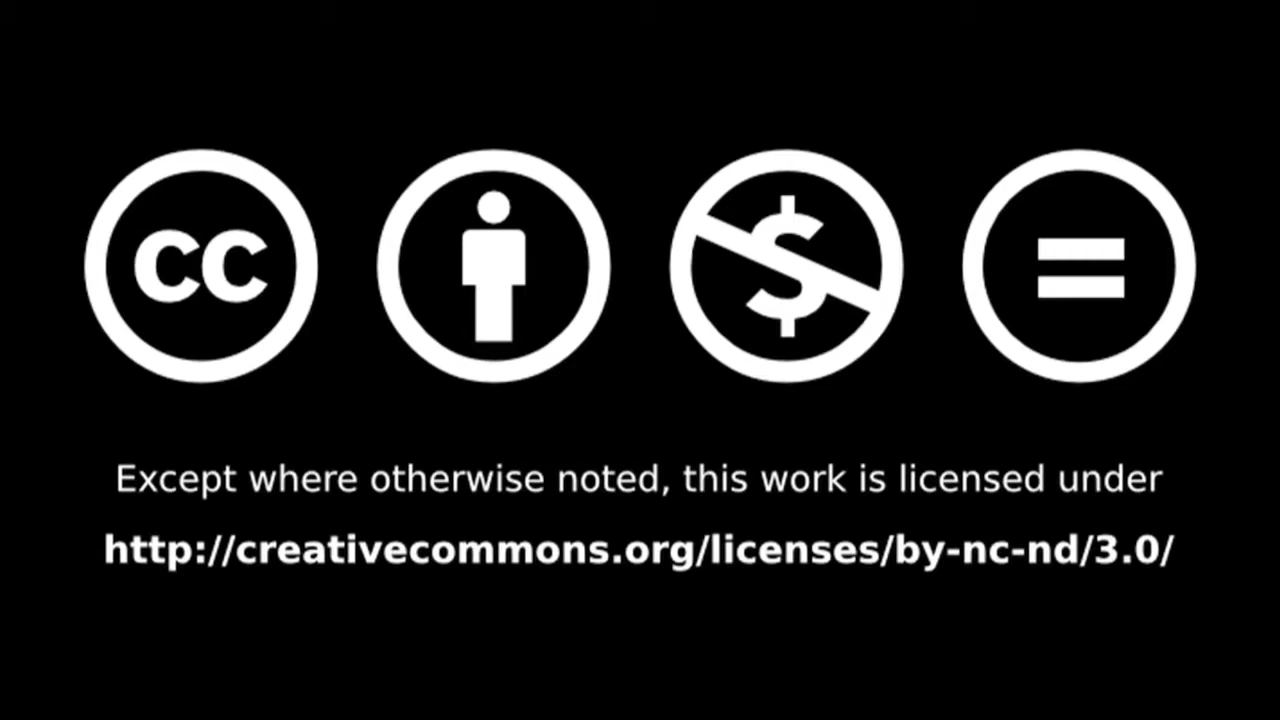 cc
$
=
Except where otherwise noted, this work is licensed under
http://creativecommons.org/licenses/by-nc-nd/3.0/